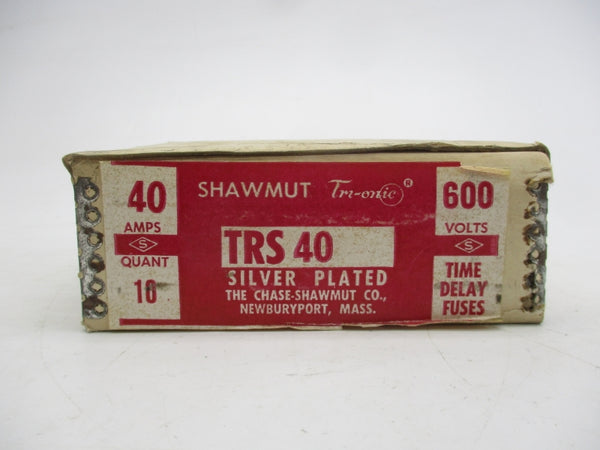 40
AMPS
S
QUANT
10
SHAWMUT Tri-onic ®
TRS 40
SILVER PLATED
THE CHASE-SHAWMUT CO.,
NEWBURYPORT, MASS.
600
VOLTS
S
TIME
DELAY
FUSES